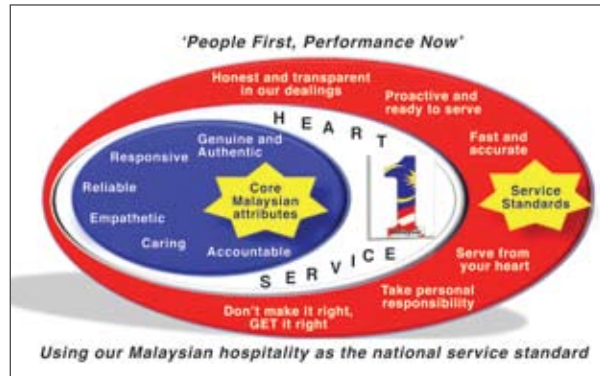 'People First, Performance Now'
Honest and transparent
in our dealings
Proactive and
ready to serve
Fast and
accurate
Service
Standards
Serve from
your heart
Take personal
responsibility
Don't make it right,
GET it right
HEART
SERVICE
1
Genuine and
Authentic
Responsive
Reliable
Empathetic
Caring
Accountable
Core
Malaysian
attributes
Using our Malaysian hospitality as the national service standard